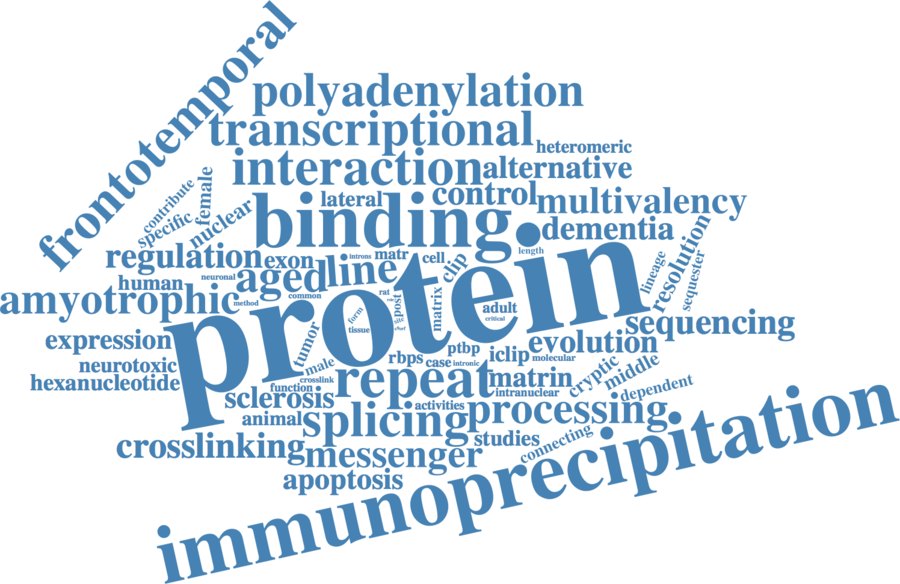 frontotemporal
polyadenylation
transcriptional
heteromeric
interaction
alternative
contribute
female
control
multivalency
specific
nuclear
lateral
binding
dementia
regulation
exon
introns
matr
cell
clip
length
protein
lineage
resolution
sequester
human
neuronal
aged
line
amyotrophic
method
common
rat
post
matrix
adult
critical
form
tissue
site
sequencing
expression
tumor
evolution
neurotoxic
male
rbps
ptbp
case
intronic
iclip
molecular
cryptic
middle
hexanucleotide
crosslink
function
repeat
matrin
intranuclear
dependent
sclerosis
activities
animal
splicing
processing
crosslinking
studies
connecting
messenger
apoptosis
immunoprecipitation